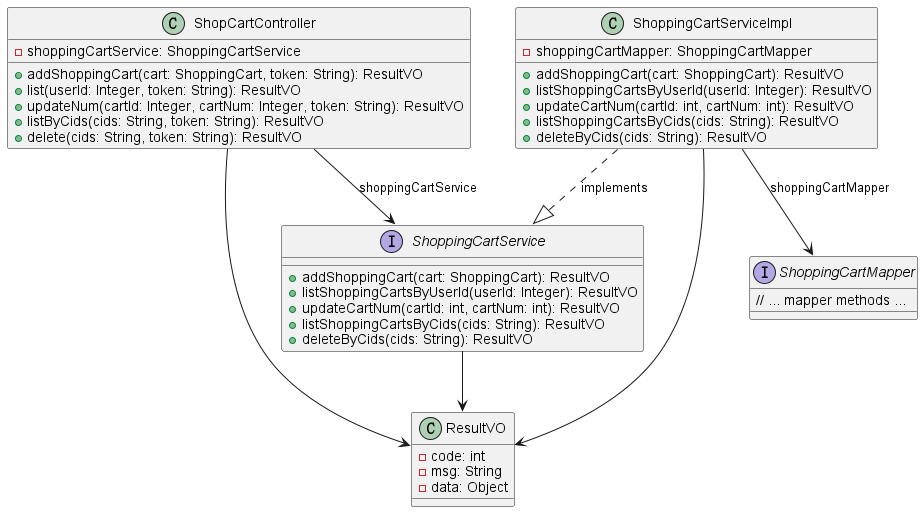 C ShopCartController
shoppingCartService: ShoppingCartService
addShoppingCart(cart: ShoppingCart, token: String): ResultVO
list(userId: Integer, token: String): ResultVO
updateNum(cartId: Integer, cartNum: Integer, token: String): ResultVO
listByCids(cids: String, token: String): ResultVO
delete(cids: String, token: String): ResultVO
C ShoppingCartServiceImpl
shoppingCartMapper: ShoppingCartMapper
addShoppingCart(cart: ShoppingCart): ResultVO
listShoppingCartsByUserId(userId: Integer): ResultVO
updateCartNum(cartId: int, cartNum: int): ResultVO
listShoppingCartsByCids(cids: String): ResultVO
deleteByCids(cids: String): ResultVO
shoppingCartService
implements
shoppingCartMapper
I ShoppingCartService
addShoppingCart(cart: ShoppingCart): ResultVO
listShoppingCartsByUserId(userId: Integer): ResultVO
updateCartNum(cartId: int, cartNum: int): ResultVO
listShoppingCartsByCids(cids: String): ResultVO
deleteByCids(cids: String): ResultVO
I ShoppingCartMapper
// ... mapper methods ...
C ResultVO
code: int
msg: String
data: Object